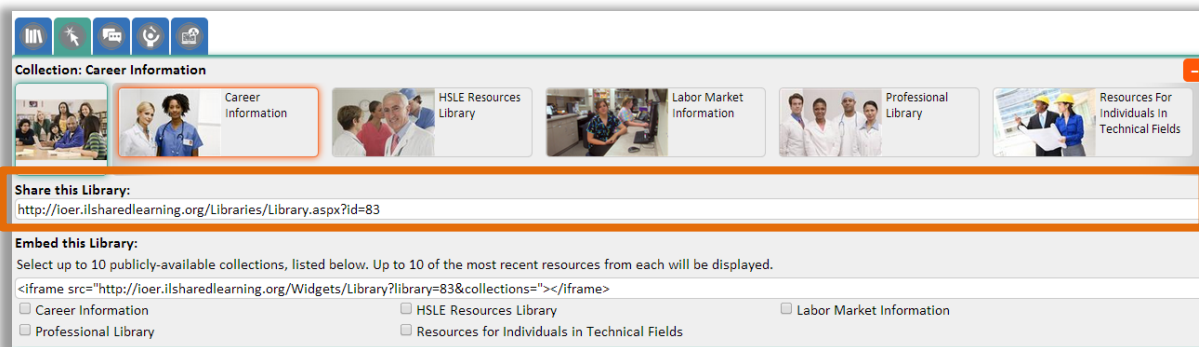 Collection: Career Information
Career
Information
HSLE Resources
Library
Labor Market
Information
Professional
Library
Resources For
Individuals In
Technical Fields
Share this Library:
http://ioer.ilsharedlearning.org/Libraries/Library.aspx?id=83
Embed this Library:
Select up to 10 publicly-available collections, listed below. Up to 10 of the most recent resources from each will be displayed.
<iframe src="http://ioer.ilsharedlearning.org/Widgets/Library?library=83&collections="></iframe>
Career Information HSLE Resources Library Labor Market Information
Professional Library Resources for Individuals in Technical Fields